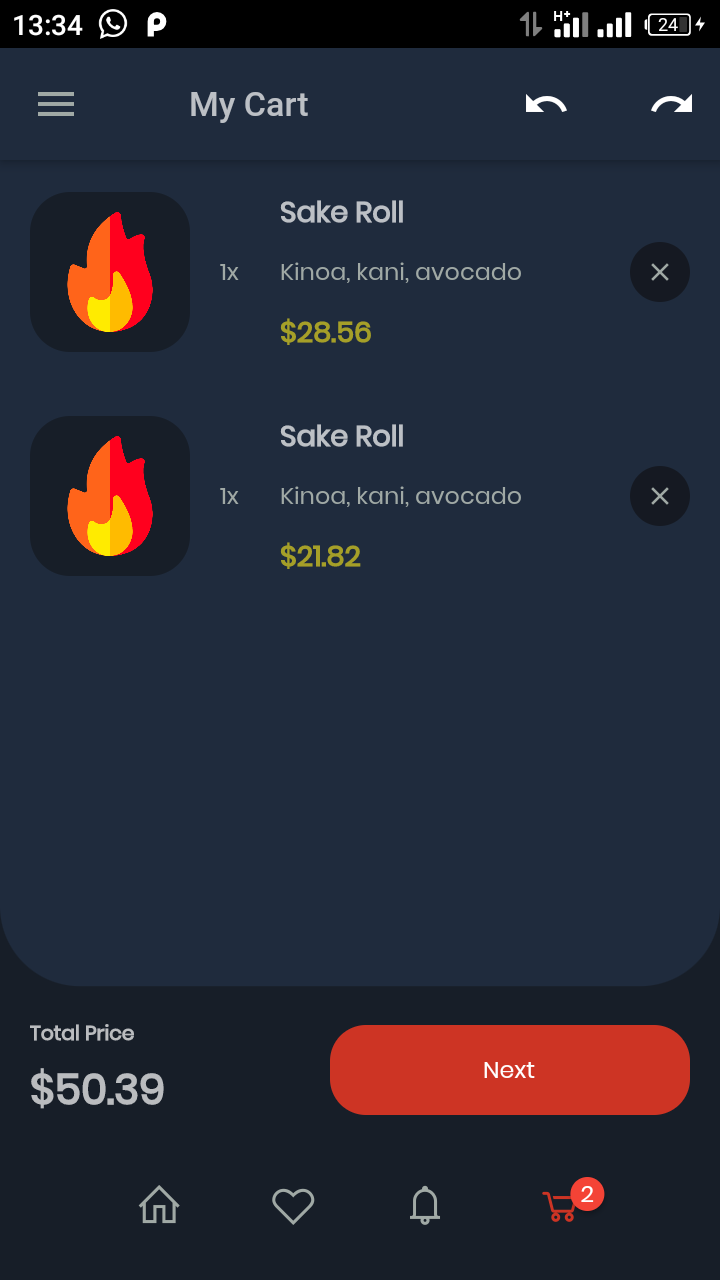 13:34 H+ 24
My Cart
Sake Roll
1x Kinoa, kani, avocado
$28.56
Sake Roll
1x Kinoa, kani, avocado
$21.82
Total Price
$50.39
Next
2